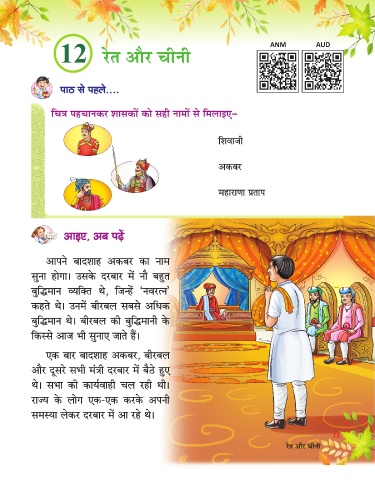 ANM AUD
12 रेत और चीनी
पाठ से पहले....
चित्र पहचानकर शासकों को सही नामों से मिलाइए–
शिवाजी
अकबर
महाराणा प्रताप
आइए, अब पढ़ें
आपने बादशाह अकबर का नाम
सुना होगा। उसके दरबार में नौ बहुत
बुद्धिमान व्यक्ति थे, जिन्हें 'नवरत्न'
कहते थे। उनमें बीरबल सबसे अधिक
बुद्धिमान थे। बीरबल की बुद्धिमानी के
किस्से आज भी सुनाए जाते हैं।
एक बार बादशाह अकबर, बीरबल
और दूसरे सभी मंत्री दरबार में बैठे हुए
थे। सभा की कार्यवाही चल रही थी।
राज्य के लोग एक-एक करके अपनी
समस्या लेकर दरबार में आ रहे थे।
रेत और चीनी